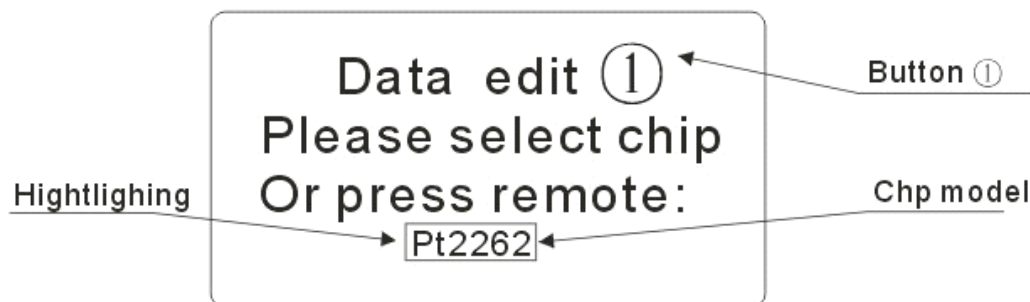 Data edit ①
Button ①
Please select chip
Hightlighing
Or press remote:
Chp model
Pt2262